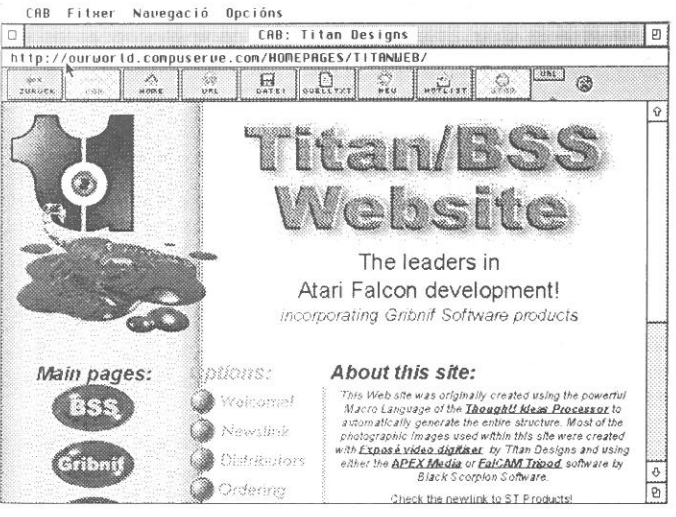 CAB Fitxer Navegació Opcións
CAB: Titan Designs
http://ourworld.compuserve.com/HOMEPAGES/TITANWEB/
ZURÜCK HOME URL DATEI QUELLTXT NEU HOTLIST STOP URL
Titan/BSS
Website
The leaders in
Atari Falcon development!
incorporating Gribnif Software products
Main pages:
BSS
Gribnif
Options:
Welcome!
Newslink
Distributors
Ordering
About this site:
This Web site was originally created using the powerful
Macro Language of the Thought! Ideas Processor to
automatically generate the entire structure. Most of the
photographic images used within this site were created
with Exposé video digitiser by Titan Designs and using
either the APEX Media or FalCAM Tripod software by
Black Scorpion Software.
Check the newlink to ST Products!